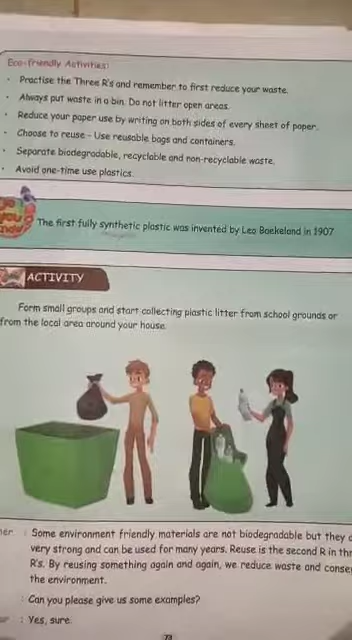 Eco-friendly Activities:
• Practise the Three R's and remember to first reduce your waste.
• Always put waste in a bin. Do not litter open areas.
• Reduce your paper use by writing on both sides of every sheet of paper.
• Choose to reuse - Use reusable bags and containers.
• Separate biodegradable, recyclable and non-recyclable waste.
• Avoid one-time use plastics.
you
The first fully synthetic plastic was invented by Leo Baekeland in 1907
ACTIVITY
Form small groups and start collecting plastic litter from school grounds or
from the local area around your house.
: Some environment friendly materials are not biodegradable but they
very strong and can be used for many years. Reuse is the second R in
R's. By reusing something again and again, we reduce waste and
the environment.
: Can you please give us some examples?
: Yes, sure.